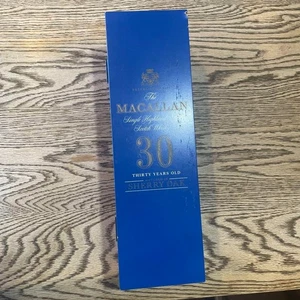 The
MACALLAN
Single Highland
Scotch Whisky
30
THIRTY YEARS OLD
SHERRY OAK